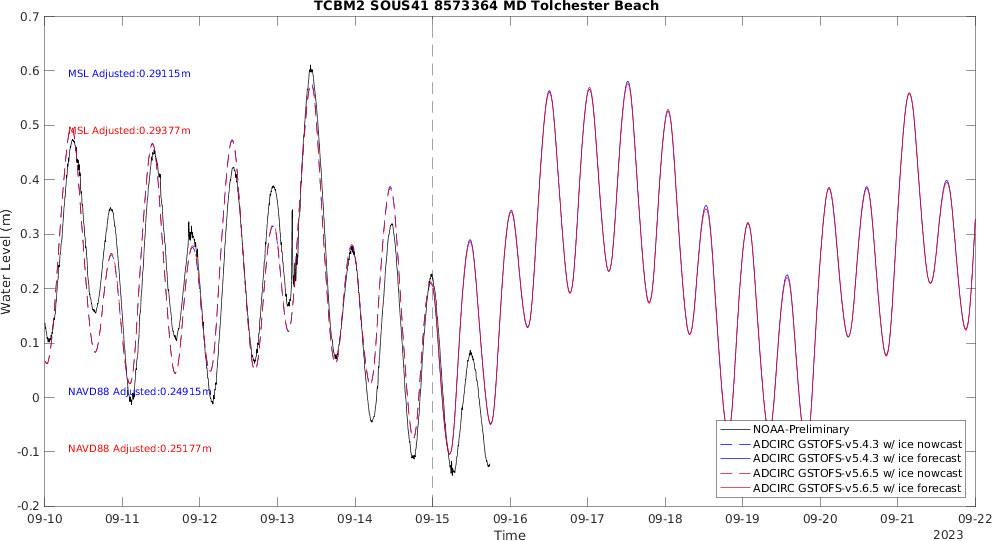 TCBM2 SOUS41 8573364 MD Tolchester Beach
0.7
0.6
0.5
0.4
0.3
0.2
0.1
0
-0.1
-0.2
Water Level (m)
MSL Adjusted:0.29115m
MSL Adjusted:0.29377m
NAVD88 Adjusted:0.24915m
NAVD88 Adjusted:0.25177m
NOAA-Preliminary
ADCIRC GSTOFS-v5.4.3 w/ ice nowcast
ADCIRC GSTOFS-v5.4.3 w/ ice forecast
ADCIRC GSTOFS-v5.6.5 w/ ice nowcast
ADCIRC GSTOFS-v5.6.5 w/ ice forecast
09-10 09-11 09-12 09-13 09-14 09-15 09-16 09-17 09-18 09-19 09-20 09-21 09-22
Time
2023